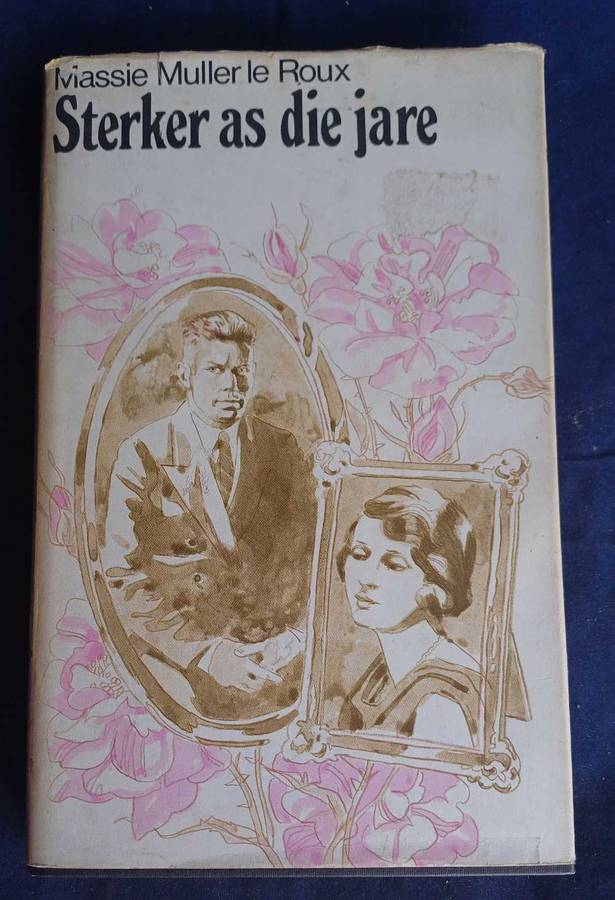 Massie Muller le Roux
Sterker as die jare